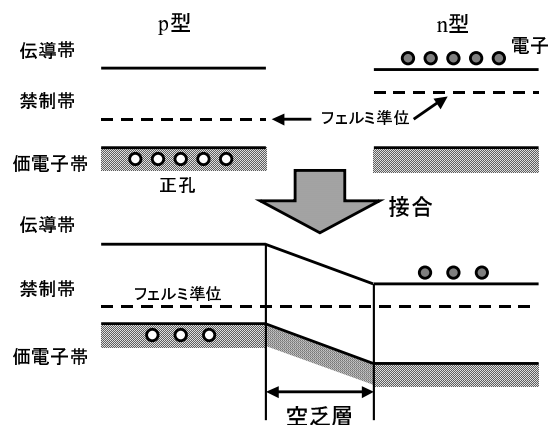 p型
n型
電子
伝導帯
禁制帯
フェルミ準位
価電子帯
正孔
接合
伝導帯
禁制帯
フェルミ準位
価電子帯
空乏層